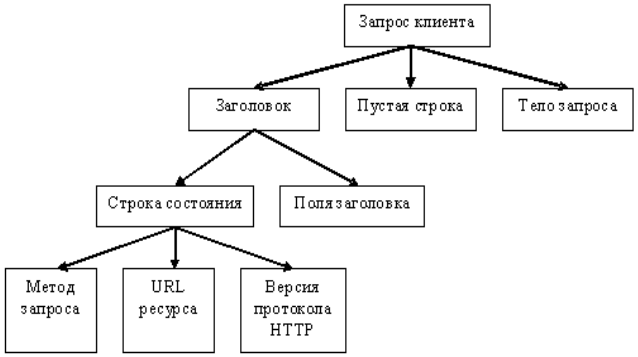 Запрос клиента
Заголовок
Пустая строка
Тело запроса
Строка состояния
Поля заголовка
Метод
запроса
URL
ресурса
Версия
протокола
HTTP